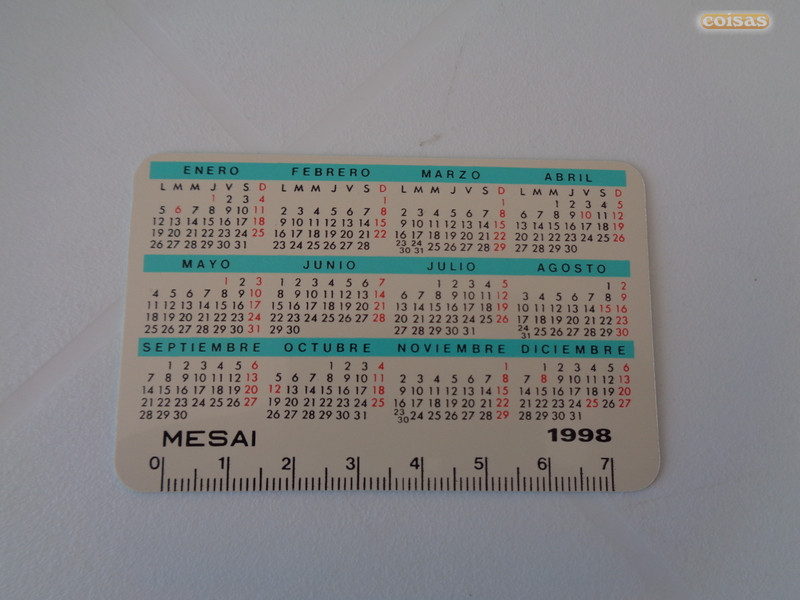 coisas
ENERO FEBRERO MARZO ABRIL
L M M J V S D L M M J V S D L M M J V S D L M M J V S D
1 2 3 4 1 1 1 2 3 4 5
5 6 7 8 9 10 11 2 3 4 5 6 7 8 2 3 4 5 6 7 8 6 7 8 9 10 11 12
12 13 14 15 16 17 18 9 10 11 12 13 14 15 9 10 11 12 13 14 15 13 14 15 16 17 18 19
19 20 21 22 23 24 25 16 17 18 19 20 21 22 16 17 18 19 20 21 22 20 21 22 23 24 25 26
26 27 28 29 30 31 23 24 25 26 27 28 23 30 24 31 25 26 27 28 29 27 28 29 30
MAYO JUNIO JULIO AGOSTO
1 2 3 1 2 3 4 5 6 7 1 2 3 4 5 1 2
4 5 6 7 8 9 10 8 9 10 11 12 13 14 6 7 8 9 10 11 12 3 4 5 6 7 8 9
11 12 13 14 15 16 17 15 16 17 18 19 20 21 13 14 15 16 17 18 19 10 11 12 13 14 15 16
18 19 20 21 22 23 24 22 23 24 25 26 27 28 20 21 22 23 24 25 26 17 18 19 20 21 22 23
25 26 27 28 29 30 31 29 30 27 28 29 30 31 24 31 25 26 27 28 29 30
SEPTIEMBRE OCTUBRE NOVIEMBRE DICIEMBRE
1 2 3 4 5 6 1 2 3 4 1 1 2 3 4 5 6
7 8 9 10 11 12 13 5 6 7 8 9 10 11 2 3 4 5 6 7 8 7 8 9 10 11 12 13
14 15 16 17 18 19 20 12 13 14 15 16 17 18 9 10 11 12 13 14 15 14 15 16 17 18 19 20
21 22 23 24 25 26 27 19 20 21 22 23 24 25 16 17 18 19 20 21 22 21 22 23 24 25 26 27
28 29 30 26 27 28 29 30 31 23 30 24 25 26 27 28 29 28 29 30 31
MESAI 1998
0 1 2 3 4 5 6 7